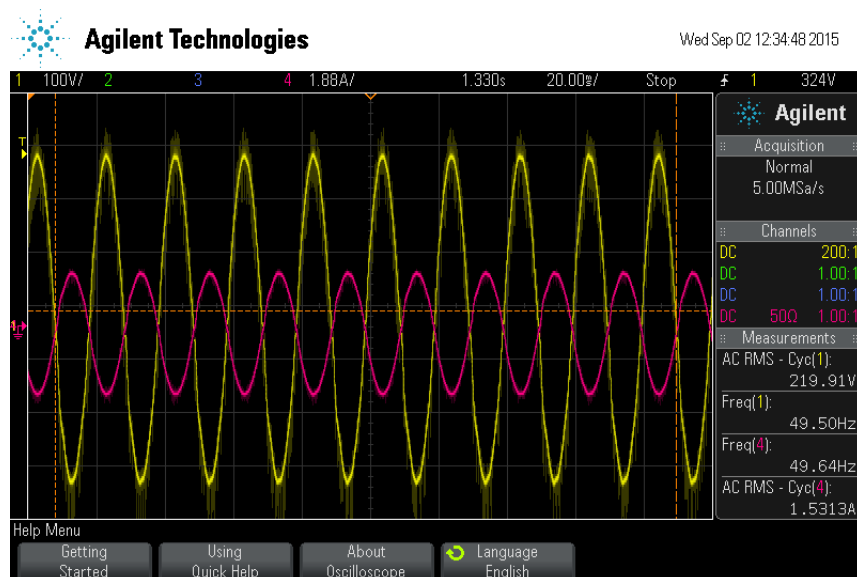 Agilent Technologies
Wed Sep 02 12:34:48 2015
1 100V/ 2 3 4 1.88A/ 1.330s 20.00ms/ Stop 1 324V
T
Agilent
Acquisition
Normal
5.00MSa/s
Channels
DC 200:1
DC 1.00:1
DC 1.00:1
DC 50Ω 1.00:1
Measurements
AC RMS - Cyc(1):
219.91V
Freq(1):
49.50Hz
Freq(4):
49.64Hz
AC RMS - Cyc(4):
1.5313A
Help Menu
Getting Started
Using Quick Help
About Oscilloscope
Language English